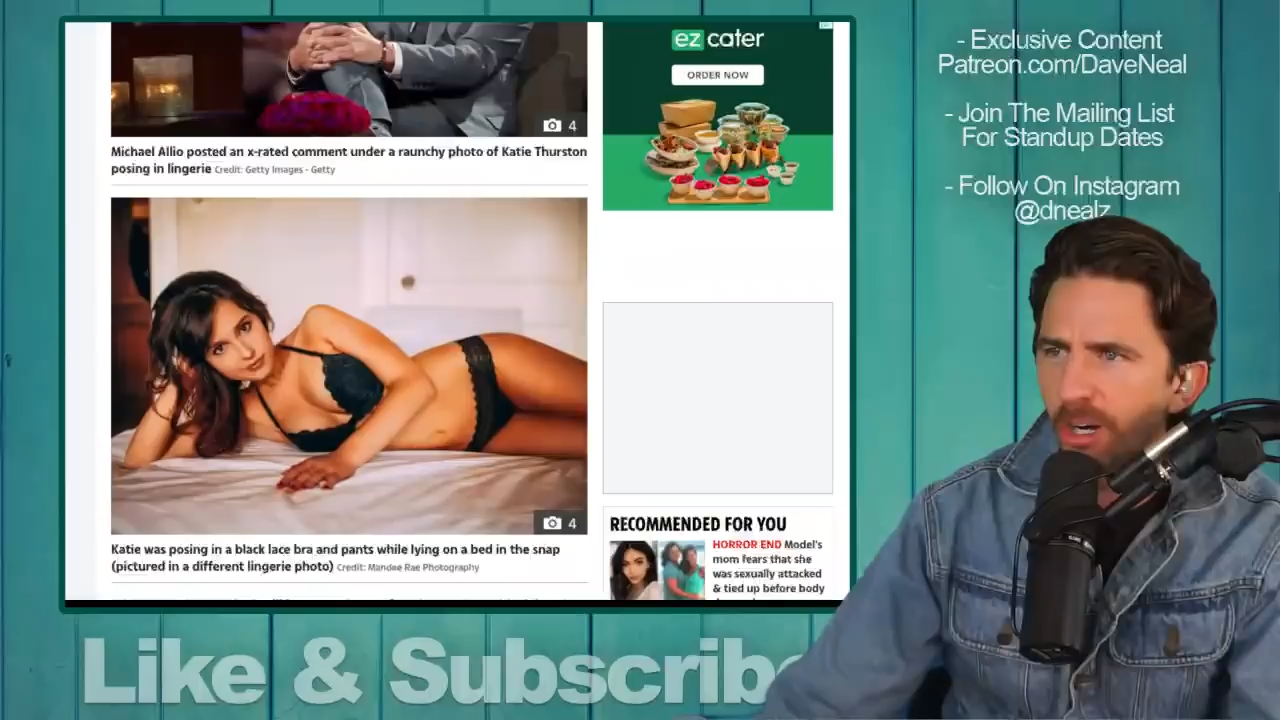 ez cater
ORDER NOW
4
Michael Allio posted an x-rated comment under a raunchy photo of Katie Thurston
posing in lingerie Credit: Getty Images - Getty
4
Katie was posing in a black lace bra and pants while lying on a bed in the snap
(pictured in a different lingerie photo) Credit: Mandee Rae Photography
RECOMMENDED FOR YOU
HORROR END Model's
mom fears that she
was sexually attacked
& tied up before body
- Exclusive Content
Patreon.com/DaveNeal
- Join The Mailing List
For Standup Dates
- Follow On Instagram
@dnealz
Like & Subscribe